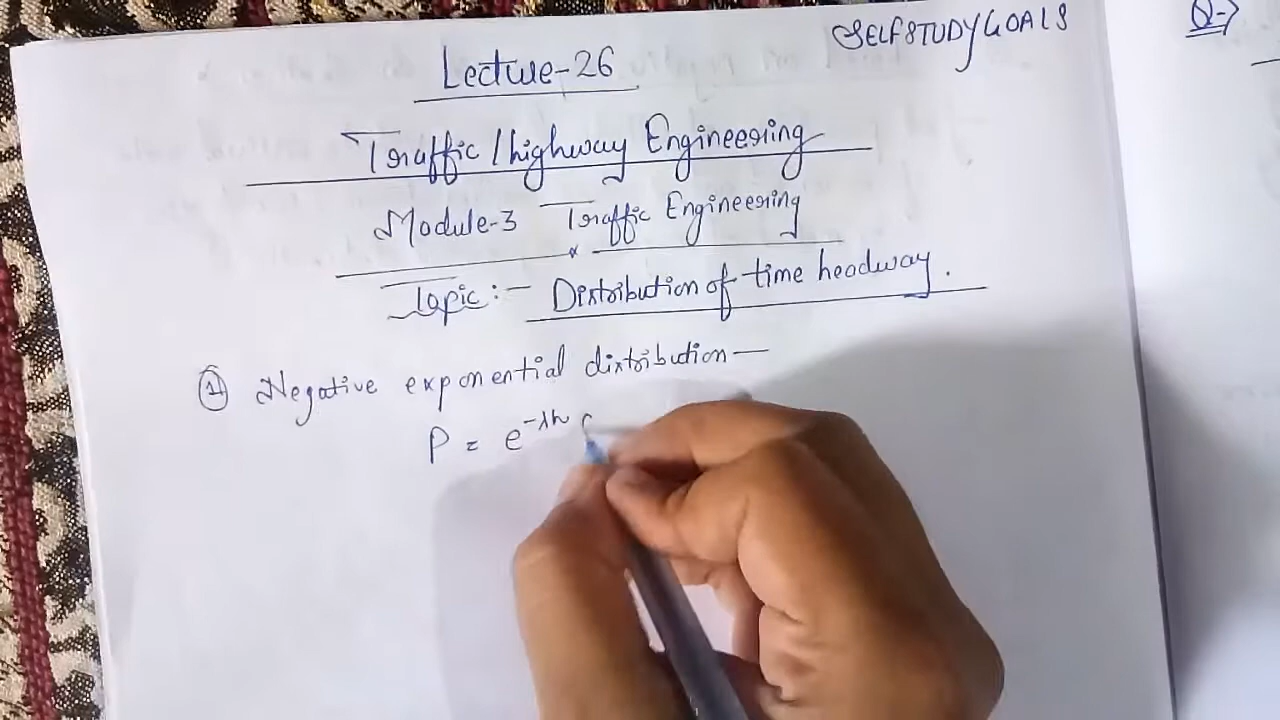 SELFSTUDYGOALS
Q→
Lecture-26
Traffic / highway Engineering
Module-3 Traffic Engineering
Topic:- Distribution of time headway.
① Negative exponential distribution —
P = e^-λh